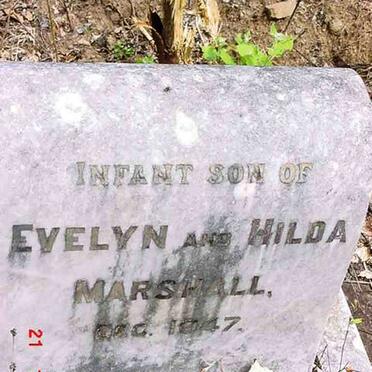 INFANT SON OF
EVELYN AND HILDA
MARSHALL,
DEC. 1947.
21